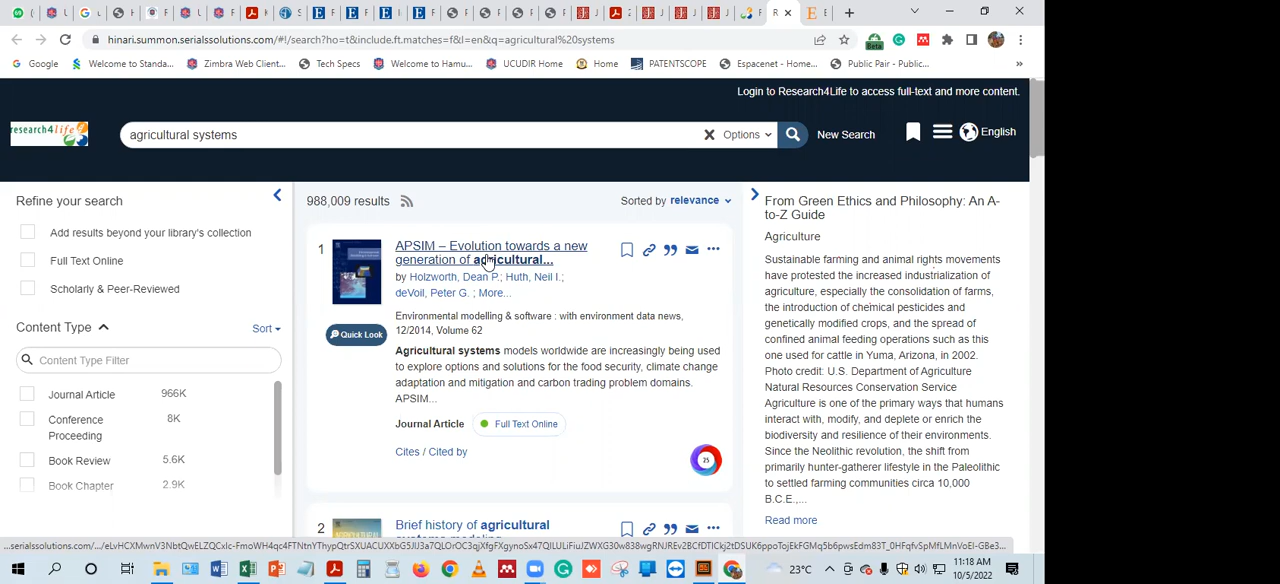 hinari.summon.serialssolutions.com/#!/search?ho=t&include.ft.matches=f&l=en&q=agricultural%20systems
Beta
Google
Welcome to Standa...
Zimbra Web Client...
Tech Specs
Welcome to Hamu...
UCUDIR Home
Home
PATENTSCOPE
Espacenet - Home...
Public Pair - Public...
»
Login to Research4Life to access full-text and more content.
research4life
agricultural systems
Options
New Search
English
Refine your search
Add results beyond your library's collection
Full Text Online
Scholarly & Peer-Reviewed
Content Type
Sort
Content Type Filter
Journal Article 966K
Conference Proceeding 8K
Book Review 5.6K
Book Chapter 2.9K
988,009 results
Sorted by relevance
1
APSIM – Evolution towards a new
generation of agricultural...
by Holzworth, Dean P.; Huth, Neil I.;
deVoil, Peter G. ; More...
Quick Look
Environmental modelling & software : with environment data news,
12/2014, Volume 62
Agricultural systems models worldwide are increasingly being used
to explore options and solutions for the food security, climate change
adaptation and mitigation and carbon trading problem domains.
APSIM...
Journal Article
Full Text Online
Cites / Cited by
25
2
Brief history of agricultural
systems modeling
From Green Ethics and Philosophy: An A-
to-Z Guide
Agriculture
Sustainable farming and animal rights movements
have protested the increased industrialization of
agriculture, especially the consolidation of farms,
the introduction of chemical pesticides and
genetically modified crops, and the spread of
confined animal feeding operations such as this
one used for cattle in Yuma, Arizona, in 2002.
Photo credit: U.S. Department of Agriculture
Natural Resources Conservation Service
Agriculture is one of the primary ways that humans
interact with, modify, and deplete or enrich the
biodiversity and resilience of their environments.
Since the Neolithic revolution, the shift from
primarily hunter-gatherer lifestyle in the Paleolithic
to settled farming communities circa 10,000
B.C.E.,...
Read more
23°C
11:18 AM
10/5/2022